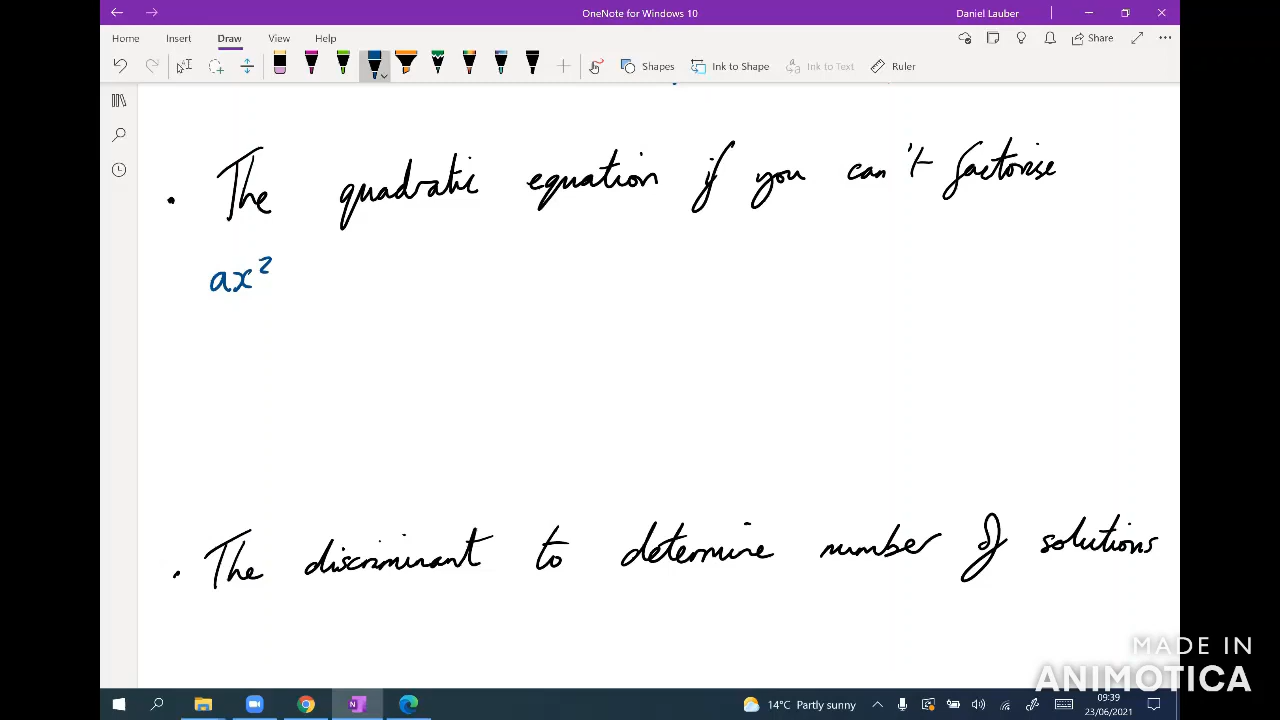 OneNote for Windows 10
Daniel Lauber
Home Insert Draw View Help
Share
Shapes Ink to Shape Ink to Text Ruler
. The quadratic equation if you can't factorise
ax²
. The discriminant to determine number of solutions
MADE IN
ANIMOTICA
14°C Partly sunny
09:39
23/06/2021